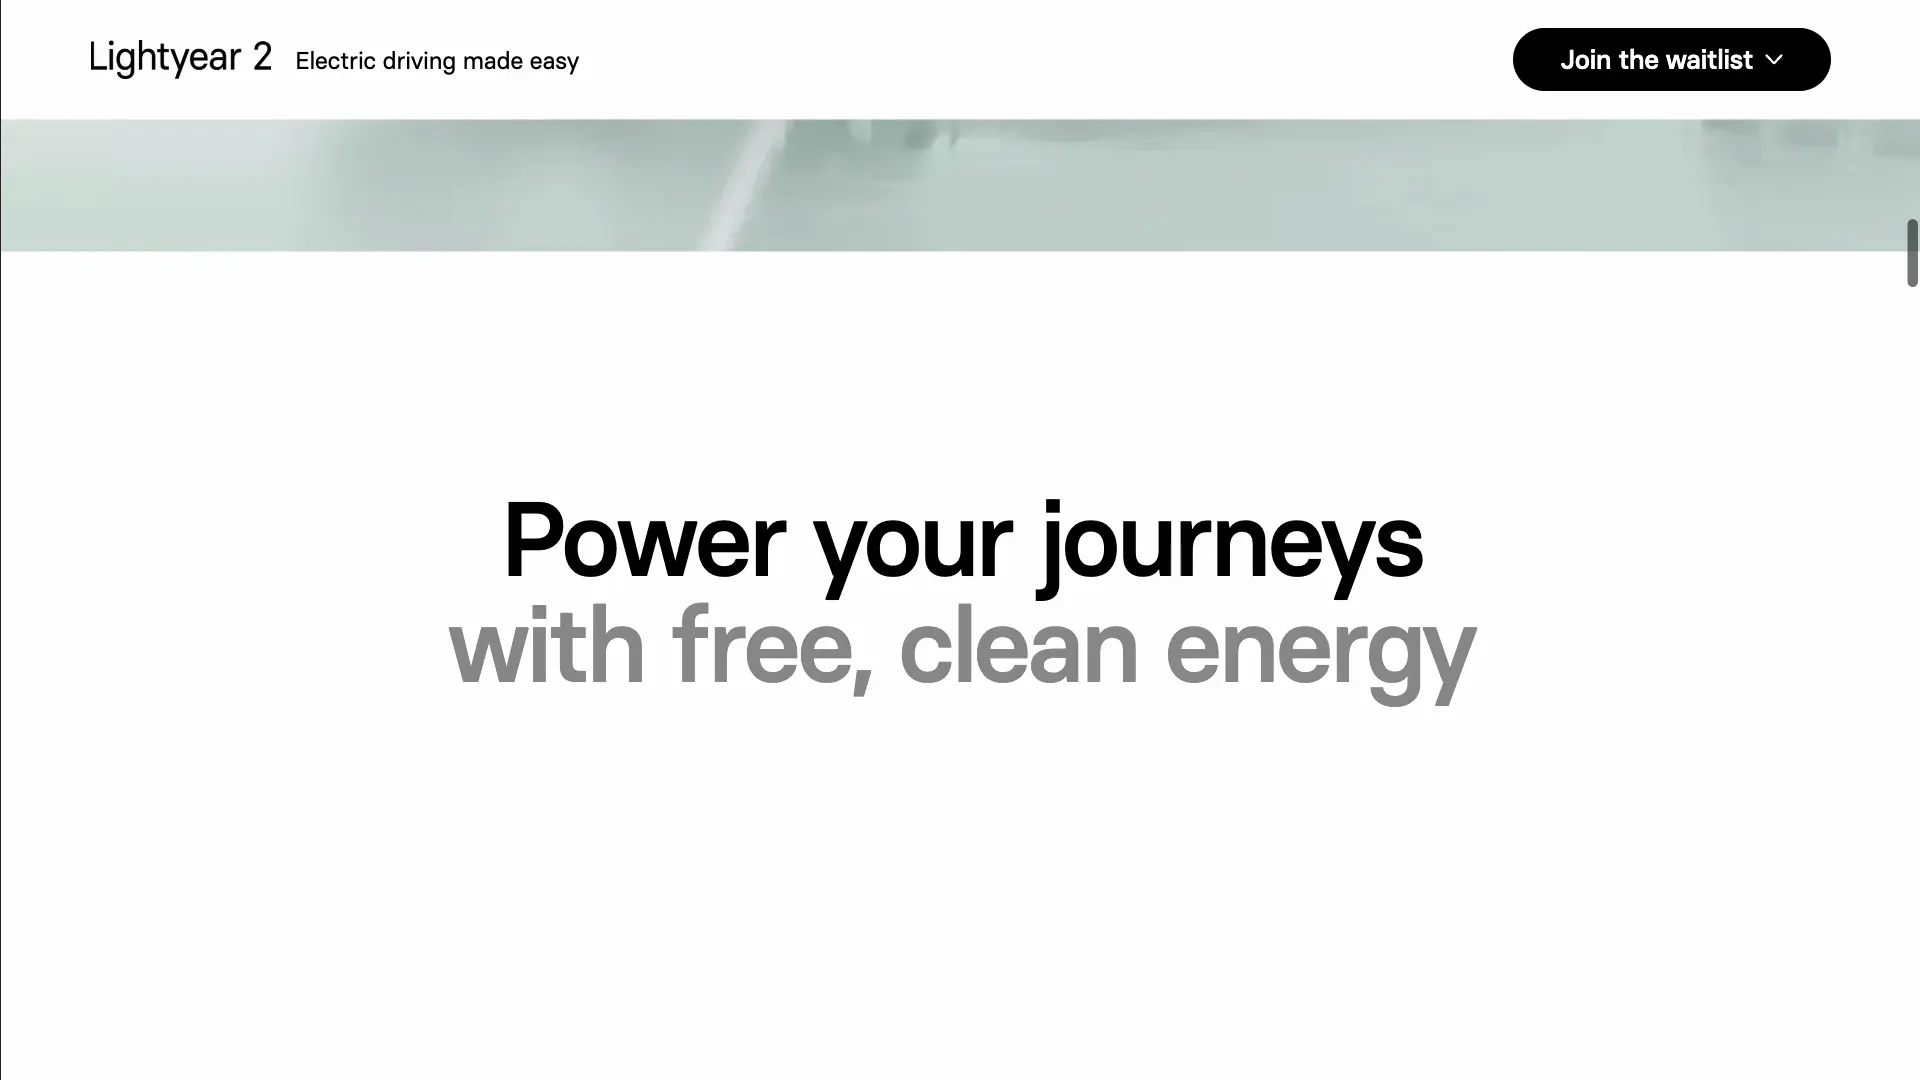 Lightyear 2 Electric driving made easy
Join the waitlist
Power your journeys
with free, clean energy